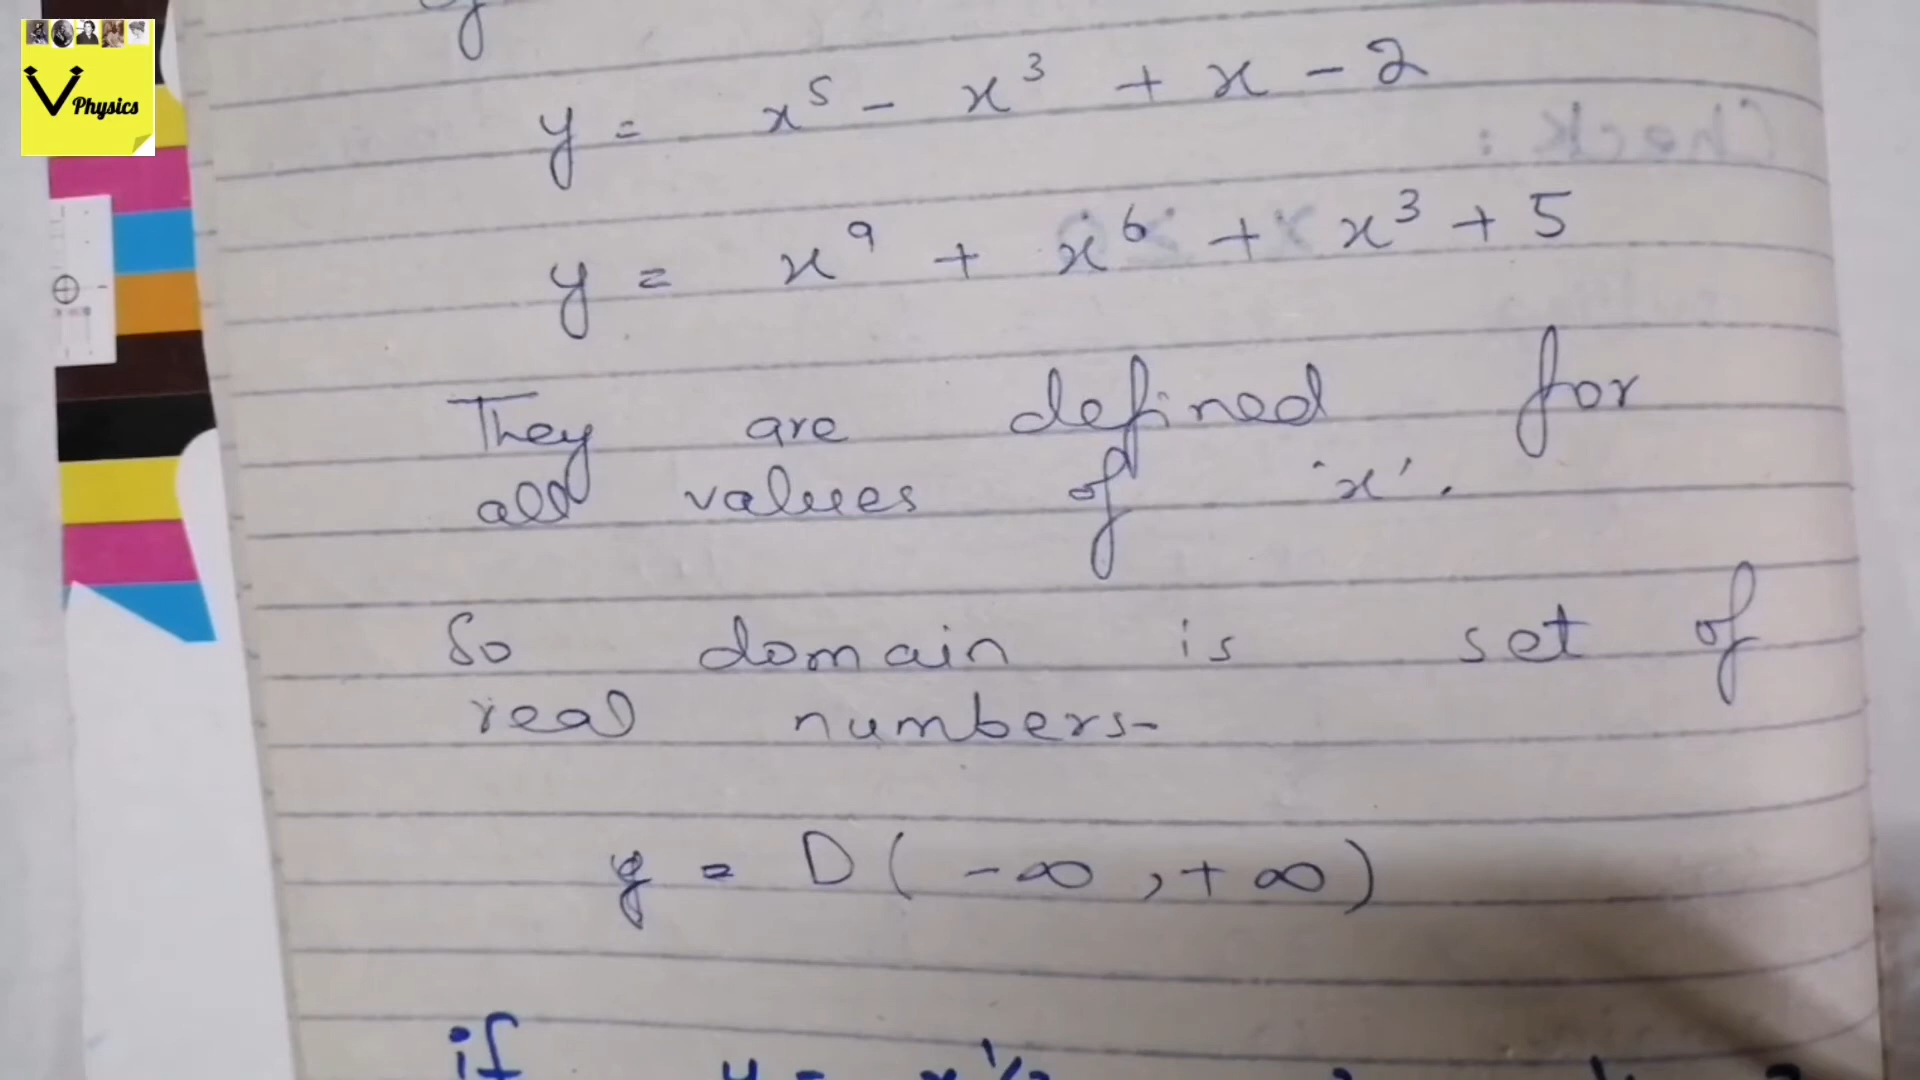 V Physics
y = x⁵ - x³ + x - 2
y = x⁹ + x⁶ + x³ + 5
They are defined for
all values of 'x'.
So domain is set of
real numbers-
y = D(-∞, +∞)
if